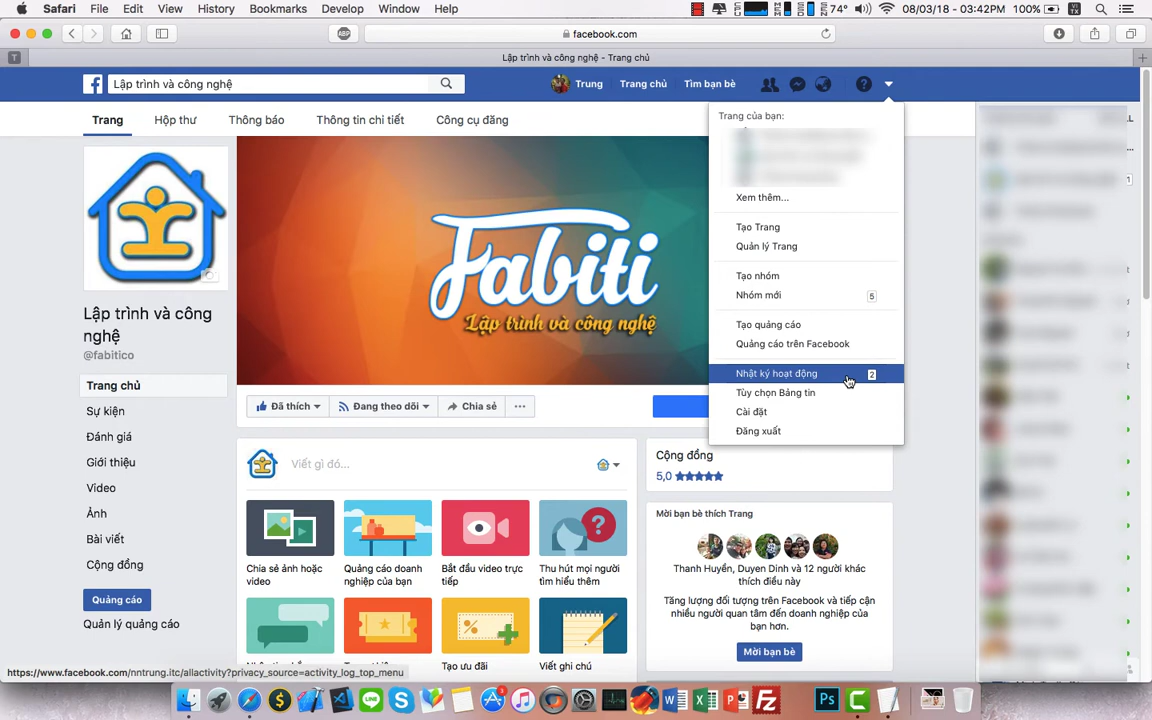 Safari File Edit View History Bookmarks Develop Window Help
74° 08/03/18 - 03:42PM 100%
facebook.com
T Lập trình và công nghệ - Trang chủ
Lập trình và công nghệ Trung Trang chủ Tìm bạn bè
Trang Hộp thư Thông báo Thông tin chi tiết Công cụ đăng
Trang của bạn:
Xem thêm...
Tạo Trang
Quản lý Trang
Tạo nhóm
Nhóm mới 5
Tạo quảng cáo
Quảng cáo trên Facebook
Nhật ký hoạt động 2
Tùy chọn Bảng tin
Cài đặt
Đăng xuất
Fabiti
Lập trình và công nghệ
Lập trình và công
nghệ
@fabitico
Trang chủ
Sự kiện
Đánh giá
Giới thiệu
Video
Ảnh
Bài viết
Cộng đồng
Quảng cáo
Quản lý quảng cáo
Đã thích Đang theo dõi Chia sẻ ...
Viết gì đó...
Chia sẻ ảnh hoặc
video
Quảng cáo doanh
nghiệp của bạn
Bắt đầu video trực
tiếp
Thu hút mọi người
tìm hiểu thêm
Tạo ưu đãi
Viết ghi chú
Cộng đồng
5,0 ★★★★★
Mời bạn bè thích Trang
Thanh Huyền, Duyen Dinh và 12 người khác
thích điều này
Tăng lượng đối tượng trên Facebook và tiếp cận
nhiều người quan tâm đến doanh nghiệp của
bạn hơn.
Mời bạn bè
https://www.facebook.com/nntrung.itc/allactivity?privacy_source=activity_log_top_menu